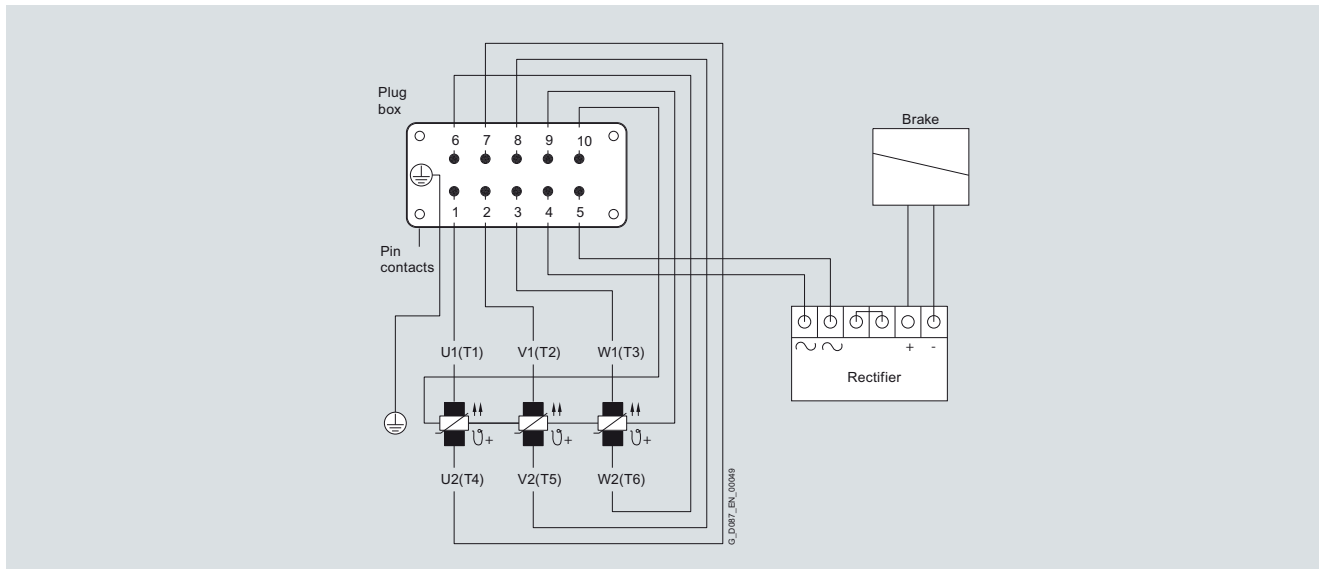 Plug
box
Brake
6 7 8 9 10
1 2 3 4 5
Pin
contacts
+ -
Rectifier
U1(T1) V1(T2) W1(T3)
ϑ+ ϑ+ ϑ+
U2(T4) V2(T5) W2(T6)
G_D087_EN_00049